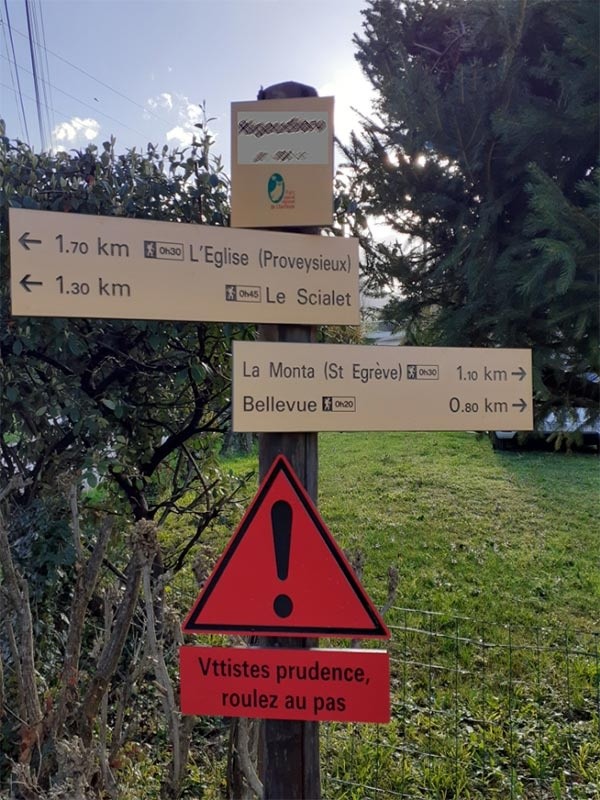 ← 1.70 km 0h30 L'Eglise (Proveysieux)
← 1.30 km 0h45 Le Scialet
La Monta (St Egrève) 0h30 1.10 km →
Bellevue 0h20 0.80 km →
!
Vttistes prudence,
roulez au pas